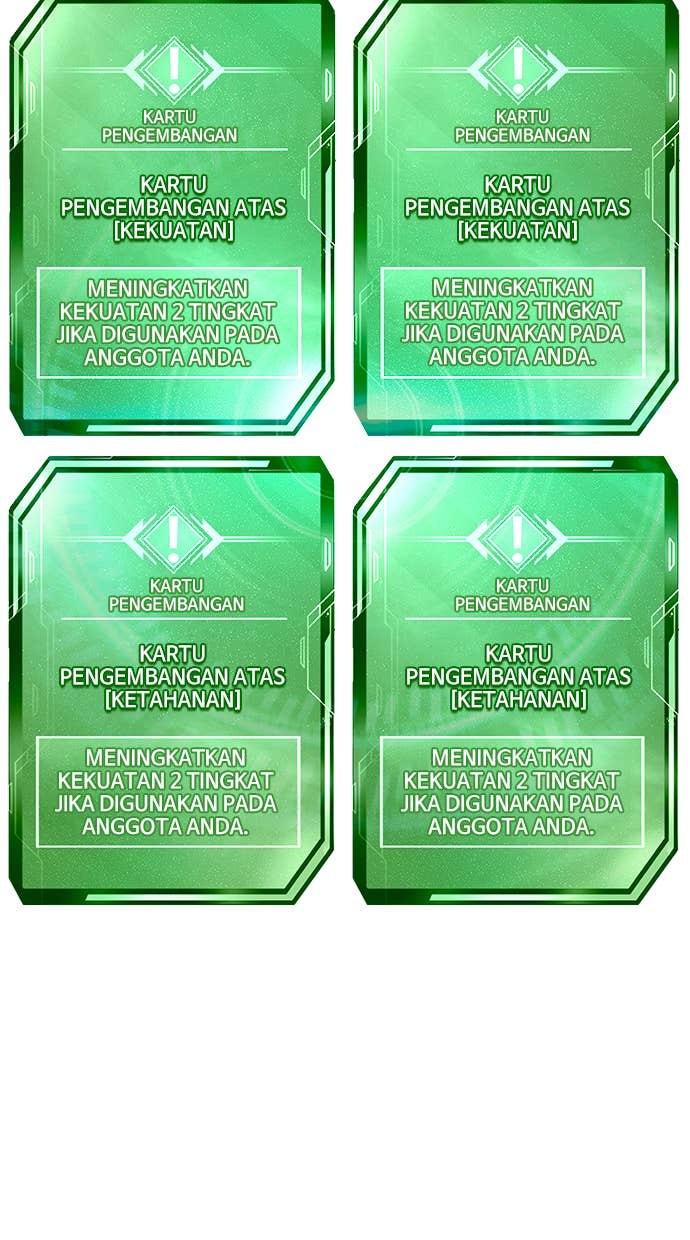 KARTU
PENGEMBANGAN
KARTU
PENGEMBANGAN ATAS
[KEKUATAN]
MENINGKATKAN
KEKUATAN 2 TINGKAT
JIKA DIGUNAKAN PADA
ANGGOTA ANDA.
KARTU
PENGEMBANGAN
KARTU
PENGEMBANGAN ATAS
[KEKUATAN]
MENINGKATKAN
KEKUATAN 2 TINGKAT
JIKA DIGUNAKAN PADA
ANGGOTA ANDA.
KARTU
PENGEMBANGAN
KARTU
PENGEMBANGAN ATAS
[KETAHANAN]
MENINGKATKAN
KEKUATAN 2 TINGKAT
JIKA DIGUNAKAN PADA
ANGGOTA ANDA.
KARTU
PENGEMBANGAN
KARTU
PENGEMBANGAN ATAS
[KETAHANAN]
MENINGKATKAN
KEKUATAN 2 TINGKAT
JIKA DIGUNAKAN PADA
ANGGOTA ANDA.